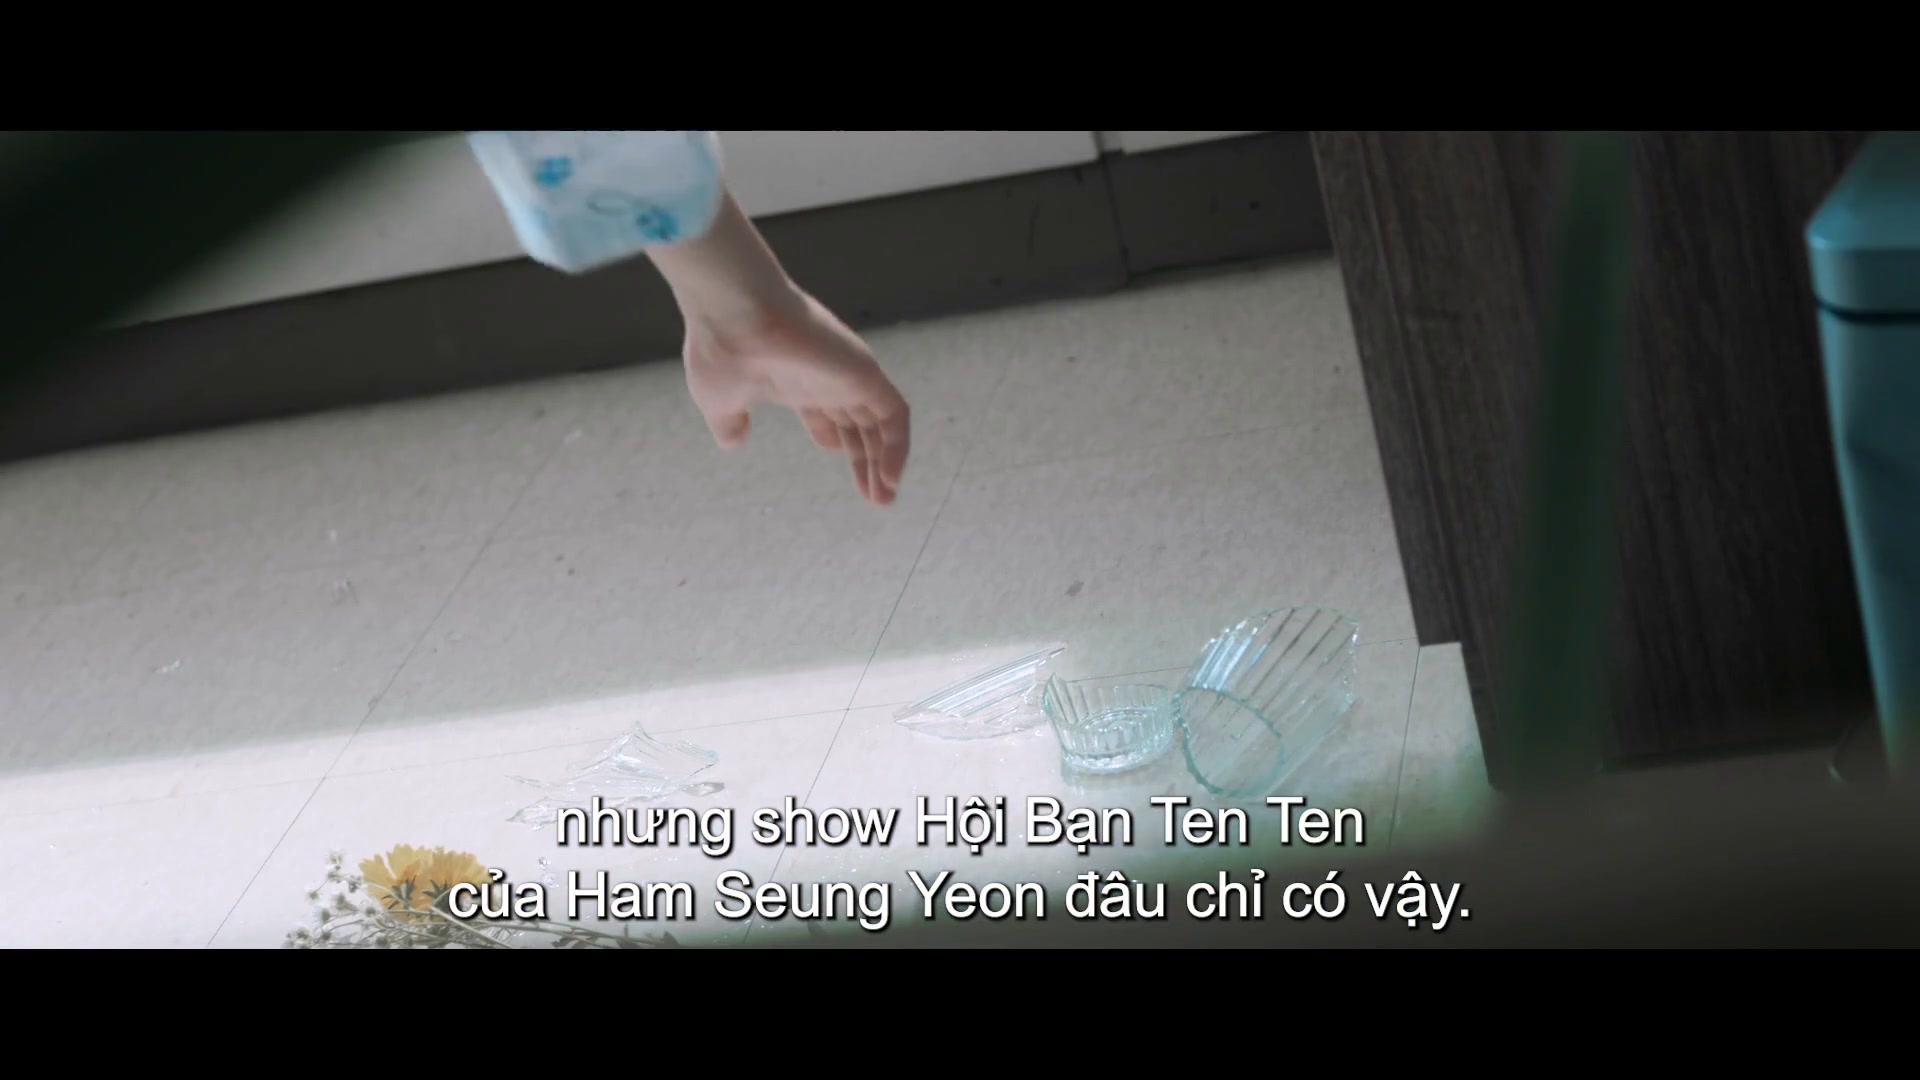 nhưng show Hội Bạn Ten Ten
của Ham Seung Yeon đâu chỉ có vậy.